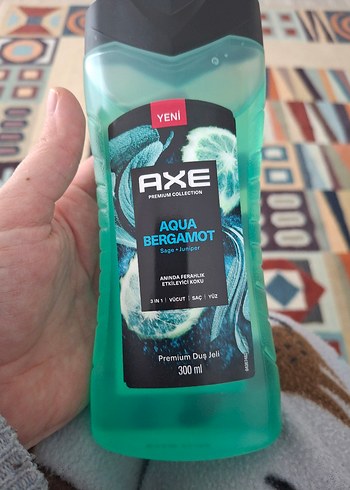 YENİ
AXE
PREMIUM COLLECTION
AQUA
BERGAMOT
Sage • Juniper
ANINDA FERAHLIK
ETKİLEYİCİ KOKU
3 IN 1 | VÜCUT | SAÇ | YÜZ
Premium Duş Jeli
300 ml